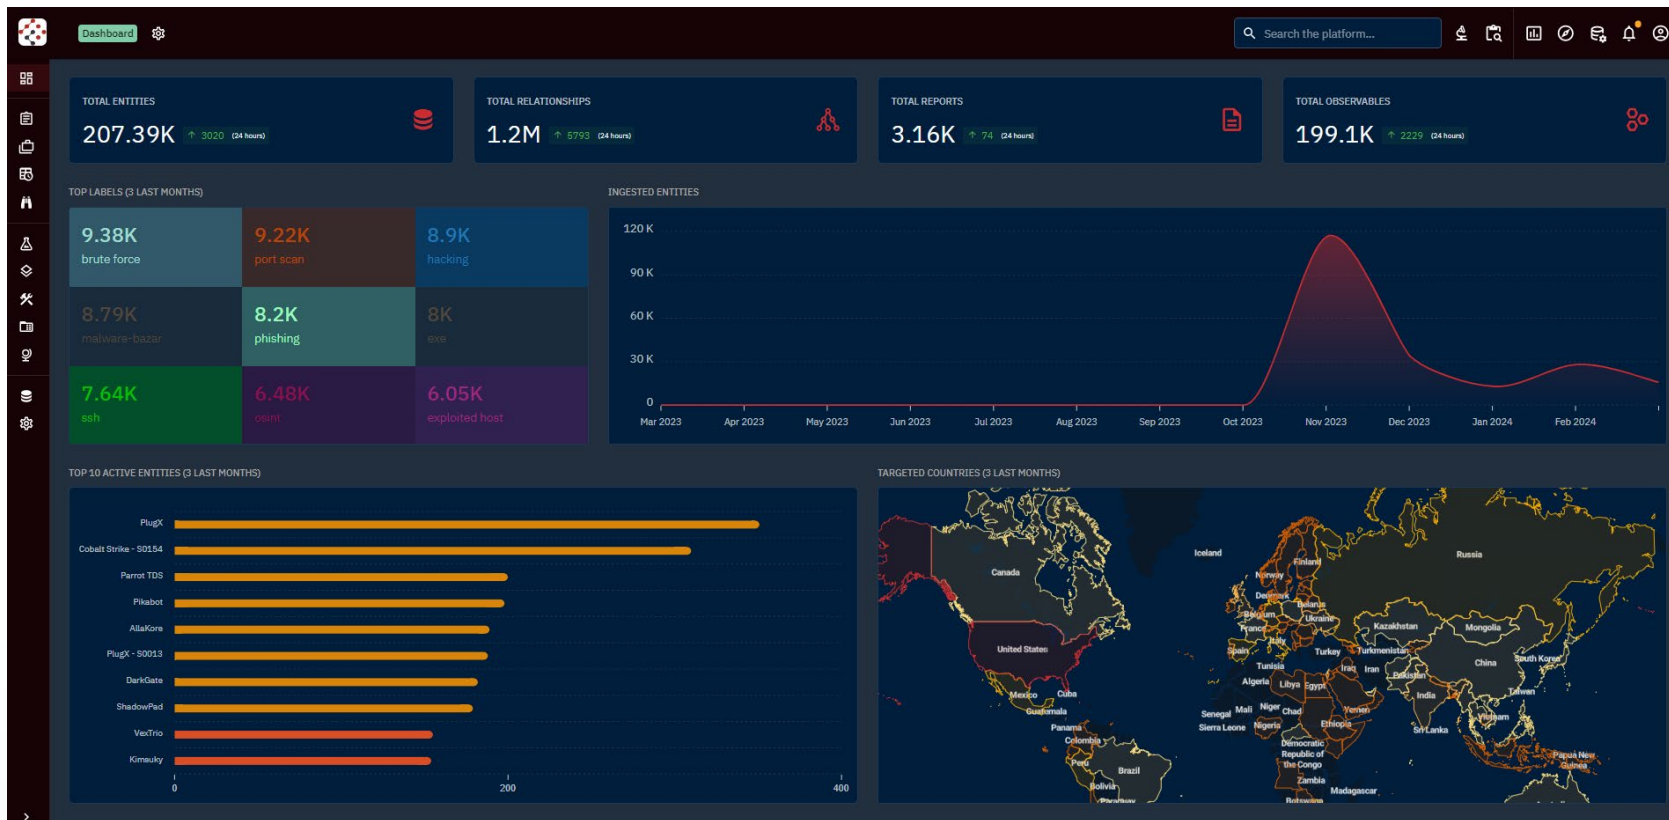 Dashboard
Search the platform...
TOTAL ENTITIES
207.39K ↑ 3020 (24 hours)
TOTAL RELATIONSHIPS
1.2M ↑ 5793 (24 hours)
TOTAL REPORTS
3.16K ↑ 74 (24 hours)
TOTAL OBSERVABLES
199.1K ↑ 2229 (24 hours)
TOP LABELS (3 LAST MONTHS)
9.38K
brute force
9.22K
port scan
8.9K
hacking
8.79K
malware-bazar
8.2K
phishing
8K
exe
7.64K
ssh
6.48K
osint
6.05K
exploited host
INGESTED ENTITIES
120 K
90 K
60 K
30 K
0
Mar 2023 Apr 2023 May 2023 Jun 2023 Jul 2023 Aug 2023 Sep 2023 Oct 2023 Nov 2023 Dec 2023 Jan 2024 Feb 2024
TOP 10 ACTIVE ENTITIES (3 LAST MONTHS)
PlugX
Cobalt Strike - S0154
Parrot TDS
Pikabot
AllaKore
PlugX - S0013
DarkGate
ShadowPad
VexTrio
Kimsuky
0 200 400
TARGETED COUNTRIES (3 LAST MONTHS)
Iceland
Russia
Canada
Finland
Norway
Denmark
Belarus
Belgium
Ukraine
Kazakhstan
Mongolia
France
Italy
United States
Spain
Turkey
Turkmenistan
China
South Korea
Tunisia
Iraq
Iran
Pakistan
Algeria
Libya
Egypt
India
Taiwan
Mexico
Cuba
Guatemala
Senegal
Mali
Niger
Chad
Yemen
Vietnam
Sierra Leone
Nigeria
Ethiopia
Sri Lanka
Panama
Colombia
Democratic
Republic of
the Congo
Papua New
Guinea
Peru
Brazil
Zambia
Bolivia
Madagascar
Botswana
Paraguay